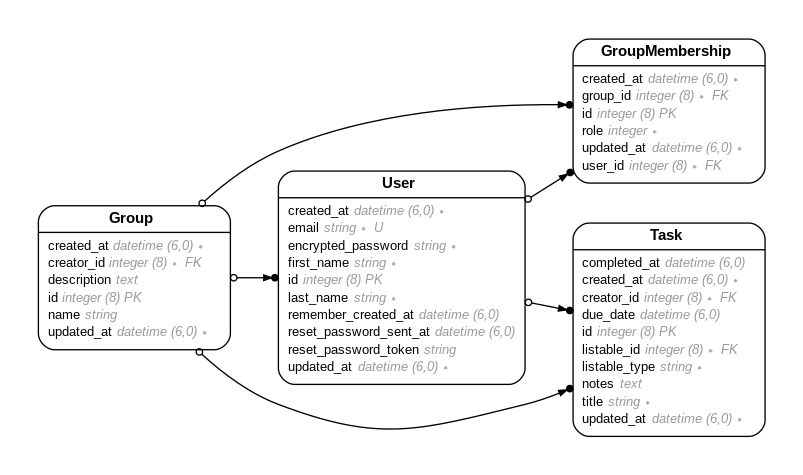 Group
created_at datetime (6,0) *
creator_id integer (8) * FK
description text
id integer (8) PK
name string
updated_at datetime (6,0) *
User
created_at datetime (6,0) *
email string * U
encrypted_password string *
first_name string *
id integer (8) PK
last_name string *
remember_created_at datetime (6,0)
reset_password_sent_at datetime (6,0)
reset_password_token string
updated_at datetime (6,0) *
GroupMembership
created_at datetime (6,0) *
group_id integer (8) * FK
id integer (8) PK
role integer *
updated_at datetime (6,0) *
user_id integer (8) * FK
Task
completed_at datetime (6,0)
created_at datetime (6,0) *
creator_id integer (8) * FK
due_date datetime (6,0)
id integer (8) PK
listable_id integer (8) * FK
listable_type string *
notes text
title string *
updated_at datetime (6,0) *